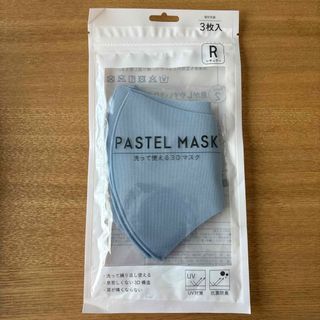 3枚入
R
レギュラー
PASTEL MASK
洗って使える3Dマスク
・洗って繰り返し使える
・息苦しくない3D構造
・耳が痛くならない
UV
UV対策
抗菌防臭